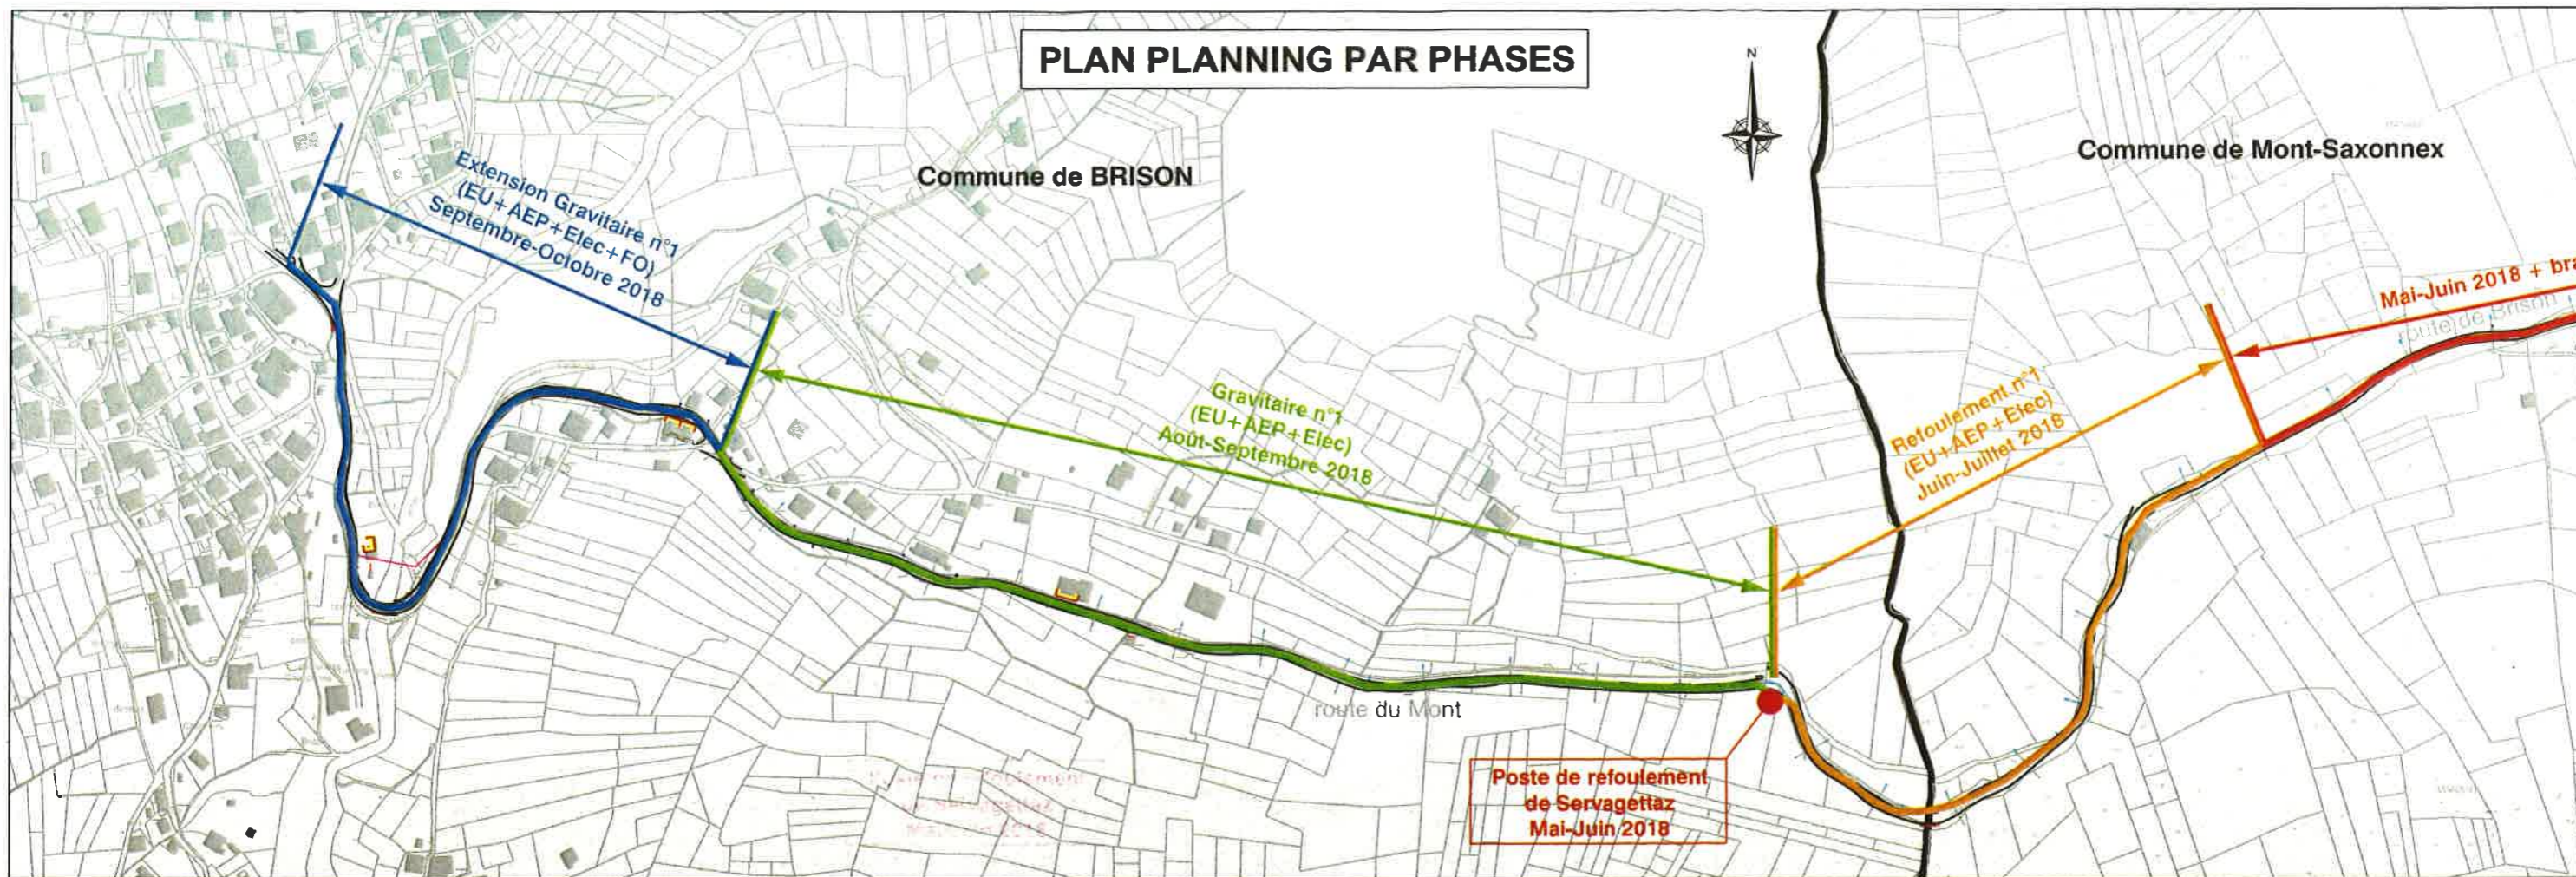 PLAN PLANNING PAR PHASES
N
Commune de BRISON
Commune de Mont-Saxonnex
Extension Gravitaire n°1
(EU+AEP+Elec+FO)
Septembre-Octobre 2018
Gravitaire n°1
(EU+AEP+Elec)
Août-Septembre 2018
Refoulement n°1
(EU+AEP+Elec)
Juin-Juillet 2018
Mai-Juin 2018 + bra
route de Brison
route du Mont
Poste de refoulement
de Servagettaz
Mai-Juin 2018